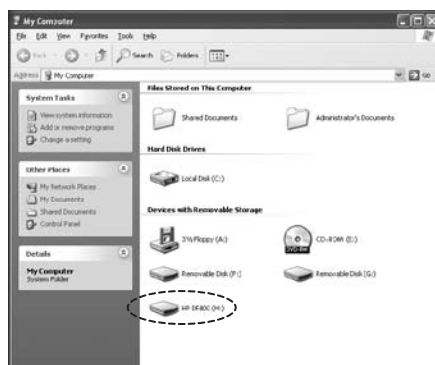 My Computer
File Edit View Favorites Tools Help
Back Search Folders
Address My Computer Go
System Tasks
View system information
Add or remove programs
Change a setting
Other Places
My Network Places
My Documents
Shared Documents
Control Panel
Details
My Computer
System Folder
Files Stored on This Computer
Shared Documents Administrator's Documents
Hard Disk Drives
Local Disk (C:)
Devices with Removable Storage
3½ Floppy (A:) CD-ROM (E:)
Removable Disk (F:) Removable Disk (G:)
(H:)